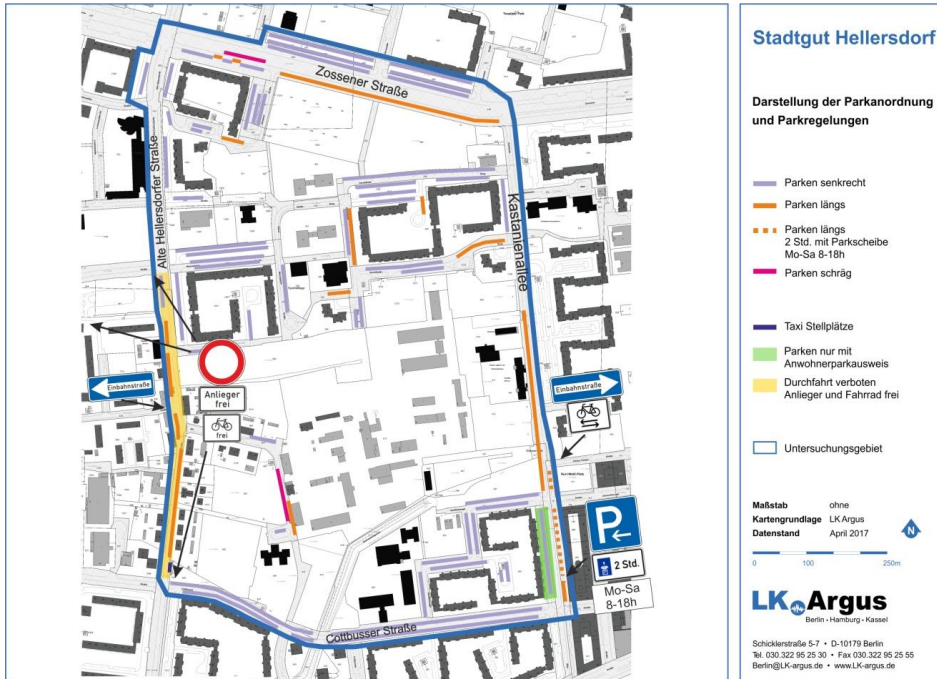 Zossener Straße
Alte Hellersdorfer Straße
Kastanienallee
Cottbusser Straße
Einbahnstraße
Anlieger
frei
frei
Einbahnstraße
P
2 Std.
Mo-Sa
8-18h
Stadtgut Hellersdorf
Darstellung der Parkanordnung
und Parkregelungen
Parken senkrecht
Parken längs
Parken längs
2 Std. mit Parkscheibe
Mo-Sa 8-18h
Parken schräg
Taxi Stellplätze
Parken nur mit
Anwohnerparkausweis
Durchfahrt verboten
Anlieger und Fahrrad frei
Untersuchungsgebiet
Maßstab ohne
Kartengrundlage LK Argus
Datenstand April 2017
N
0 100 250m
LK Argus
Berlin - Hamburg - Kassel
Schicklerstraße 5-7 • D-10179 Berlin
Tel. 030.322 95 25 30 • Fax 030.322 95 25 55
Berlin@LK-argus.de • www.LK-argus.de